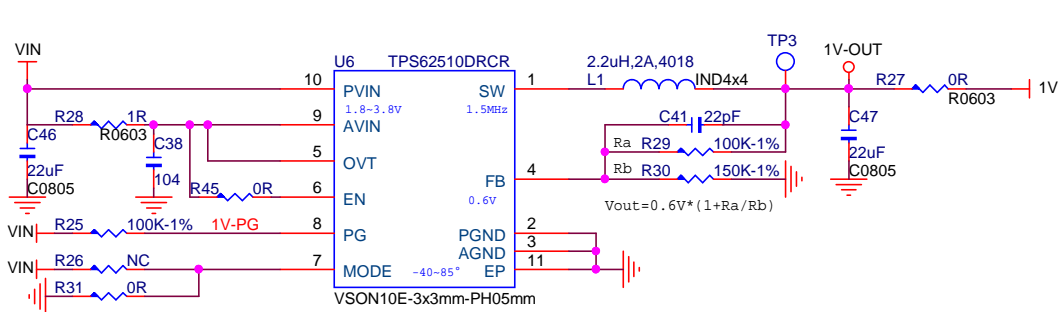 TP3
VIN
1V-OUT
U6 TPS62510DRCR
2.2uH,2A,4018
10 PVIN SW 1 L1 IND4x4 R27 0R 1V
1.8~3.8V 1.5MHz
R0603
R28 1R 9 AVIN C41 22pF C47
C46 R0603 C38
Ra R29 100K-1%
5 OVT 22uF
22uF 104 4 FB Rb R30 150K-1% C0805
C0805 R45 0R 6 EN 0.6V
Vout=0.6V*(1+Ra/Rb)
VIN R25 100K-1% 1V-PG 8 PG PGND 2
AGND 3
VIN R26 NC 7 MODE -40~85° EP 11
R31 0R
VSON10E-3x3mm-PH05mm